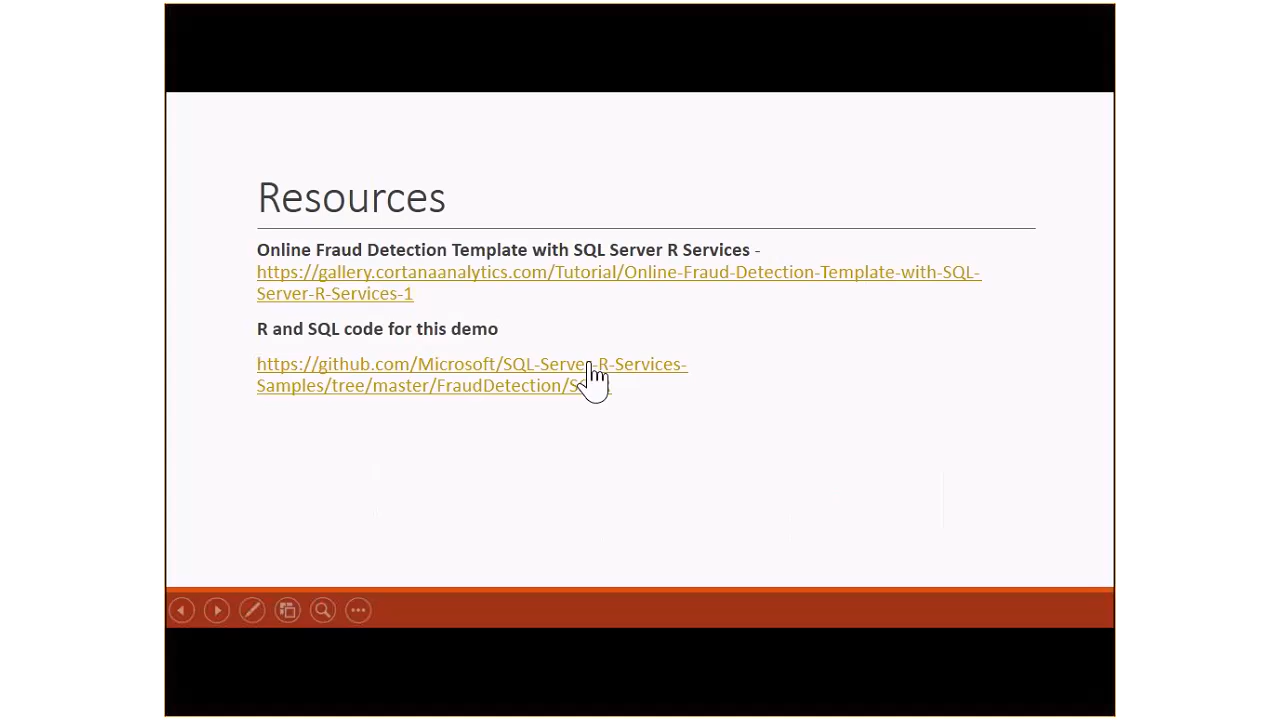 Resources
Online Fraud Detection Template with SQL Server R Services -
https://gallery.cortanaanalytics.com/Tutorial/Online-Fraud-Detection-Template-with-SQL-
Server-R-Services-1
R and SQL code for this demo
https://github.com/Microsoft/SQL-Server-R-Services-
Samples/tree/master/FraudDetection/